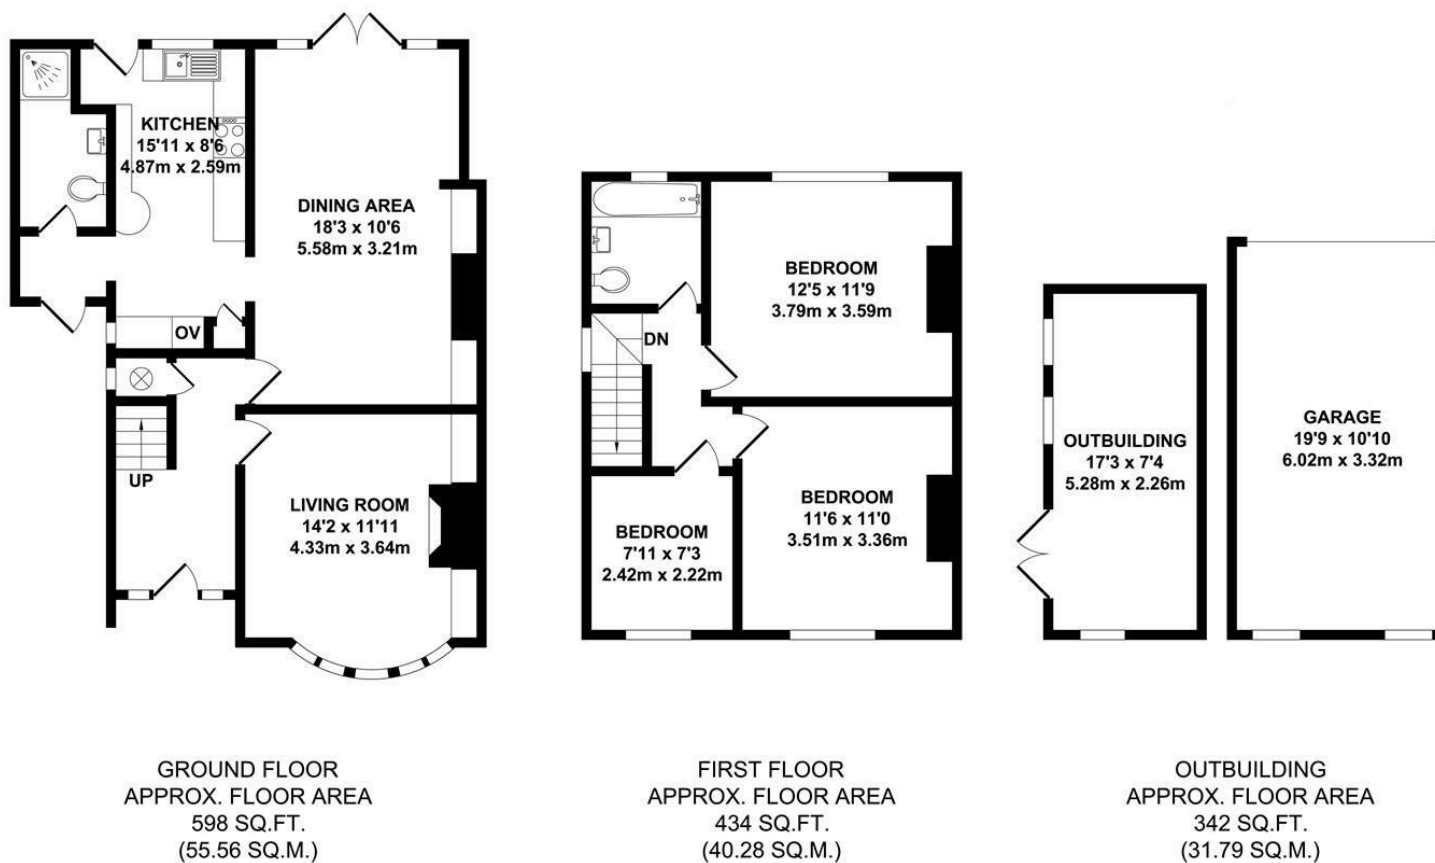 KITCHEN
15'11 x 8'6
4.87m x 2.59m
DINING AREA
18'3 x 10'6
5.58m x 3.21m
OV
UP
LIVING ROOM
14'2 x 11'11
4.33m x 3.64m
GROUND FLOOR
APPROX. FLOOR AREA
598 SQ.FT.
(55.56 SQ.M.)
BEDROOM
12'5 x 11'9
3.79m x 3.59m
DN
BEDROOM
11'6 x 11'0
3.51m x 3.36m
BEDROOM
7'11 x 7'3
2.42m x 2.22m
FIRST FLOOR
APPROX. FLOOR AREA
434 SQ.FT.
(40.28 SQ.M.)
OUTBUILDING
17'3 x 7'4
5.28m x 2.26m
GARAGE
19'9 x 10'10
6.02m x 3.32m
OUTBUILDING
APPROX. FLOOR AREA
342 SQ.FT.
(31.79 SQ.M.)